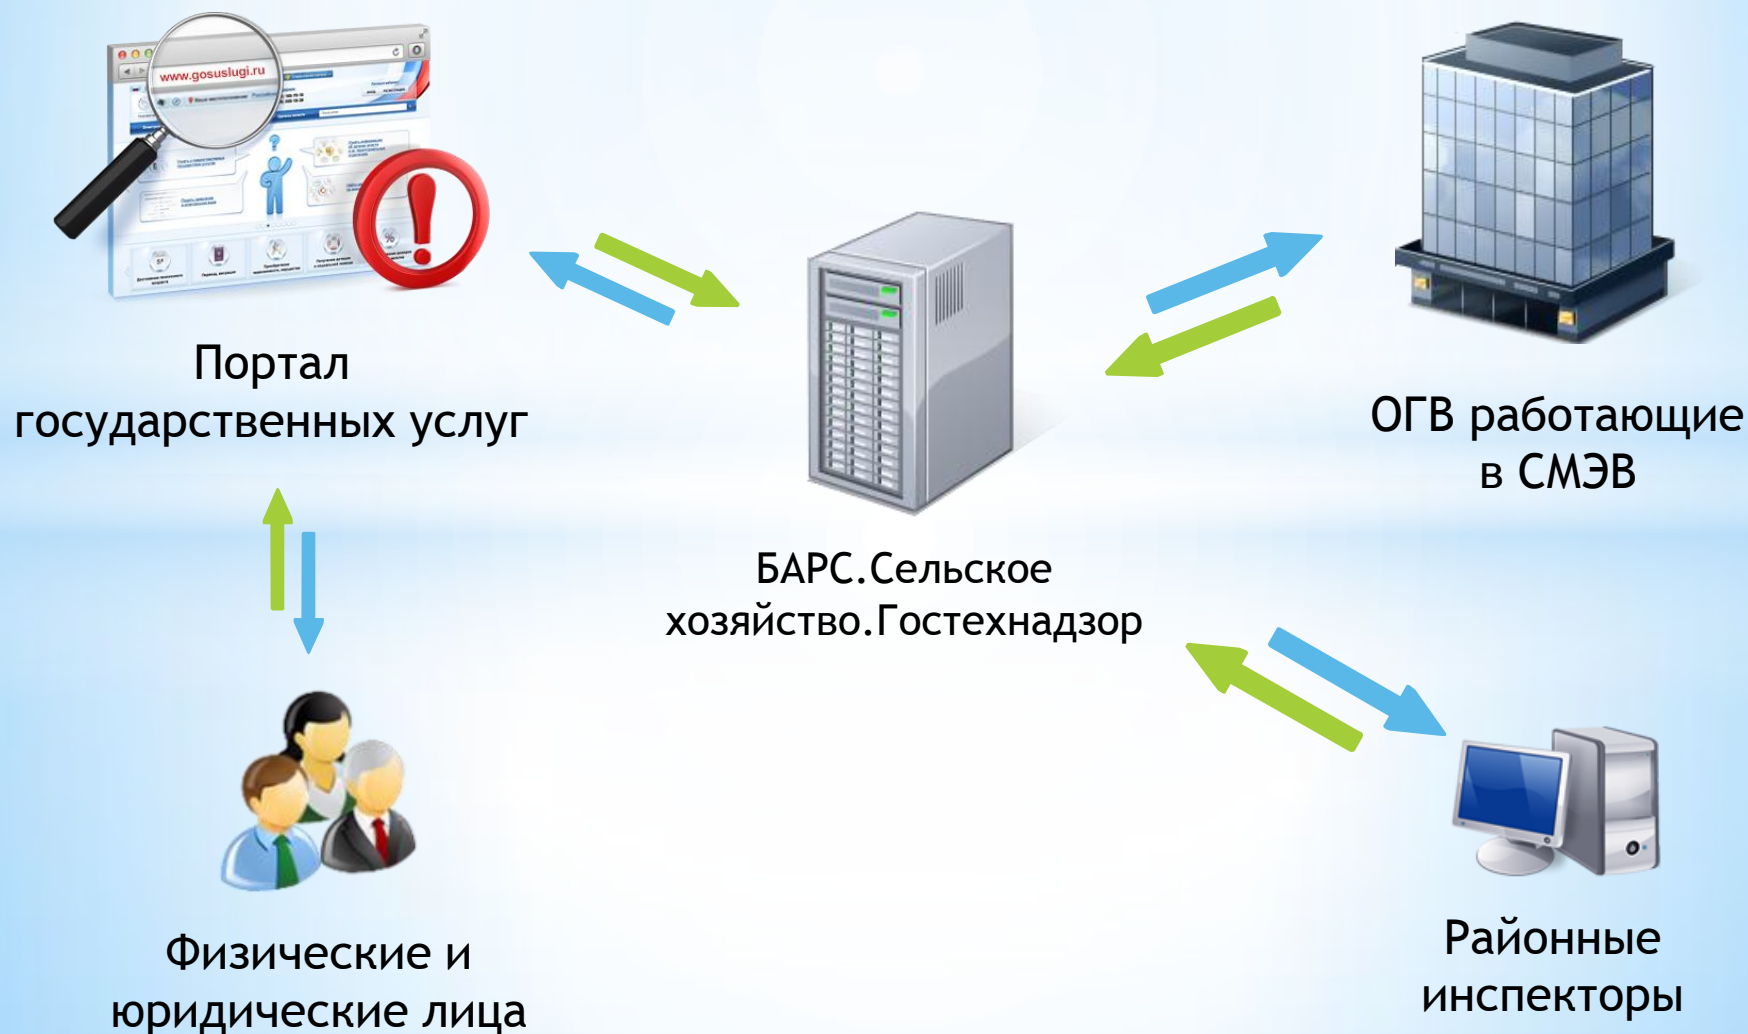 www.gosuslugi.ru
Портал
государственных услуг
ОГВ работающие
в СМЭВ
БАРС.Сельское
хозяйство.Гостехнадзор
Физические и
юридические лица
Районные
инспекторы